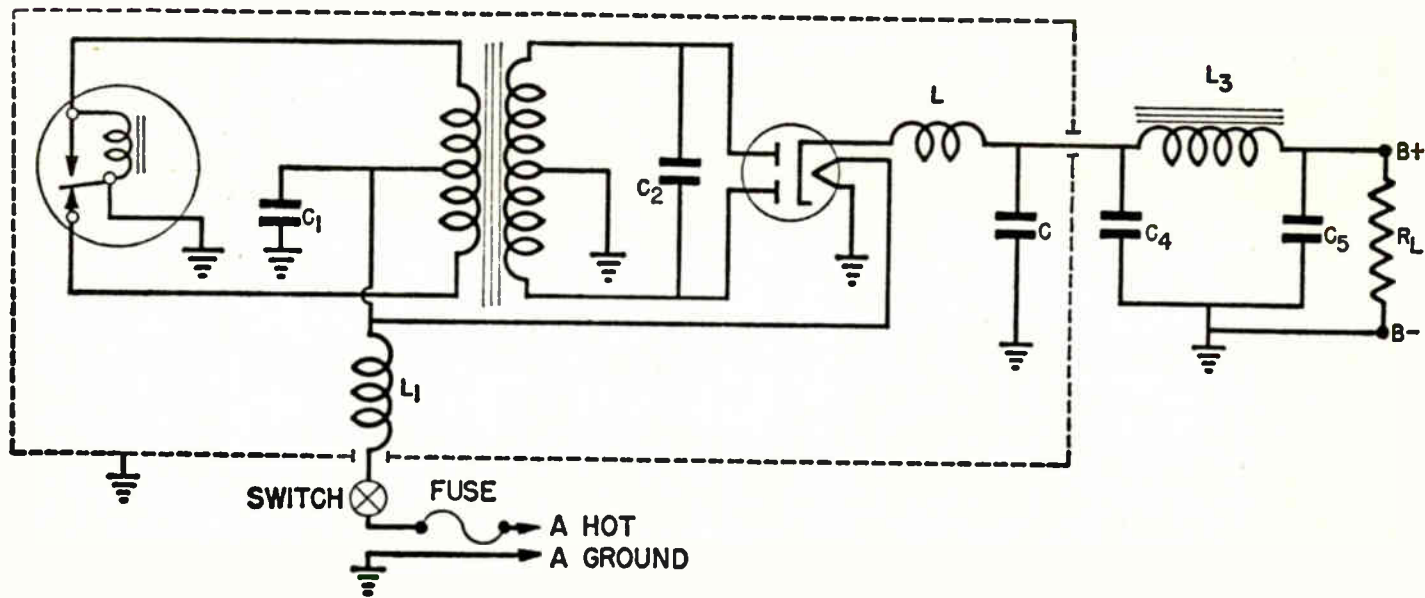 L
L3
B+
C1
C2
C
C4
C5
RL
B-
L1
SWITCH
FUSE
A HOT
A GROUND